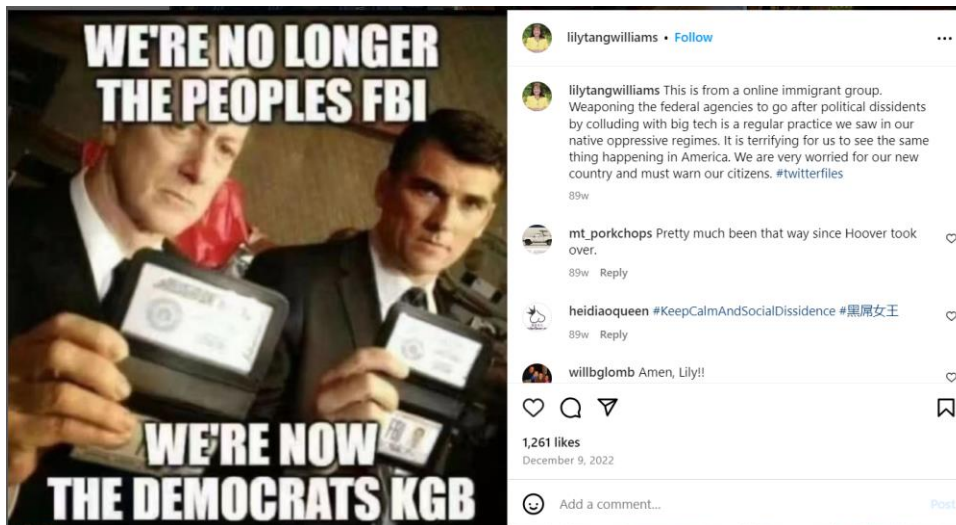 WE'RE NO LONGER
THE PEOPLES FBI
WE'RE NOW
THE DEMOCRATS KGB
FBI
lilytangwilliams • Follow
lilytangwilliams This is from a online immigrant group.
Weaponing the federal agencies to go after political dissidents
by colluding with big tech is a regular practice we saw in our
native oppressive regimes. It is terrifying for us to see the same
thing happening in America. We are very worried for our new
country and must warn our citizens. #twitterfiles
89w
mt_porkchops Pretty much been that way since Hoover took
over.
89w Reply
heidiaoqueen #KeepCalmAndSocialDissidence #黑屌女王
89w Reply
willbglomb Amen, Lily!!
1,261 likes
December 9, 2022
Add a comment...
Post